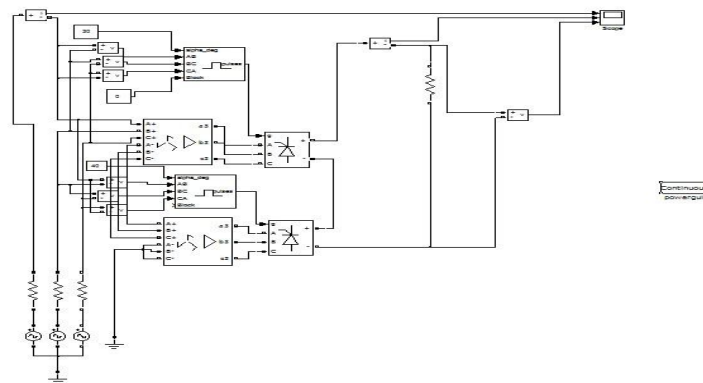 Scope
30
alpha_deg
AB
BC
CA
Block
pulses
0
A+
B+
C+
A-
B-
C-
a3
b3
c3
g
A
B
C
+
-
40
alpha_deg
AB
BC
CA
Block
pulses
A+
B+
C+
A-
B-
C-
a3
b3
c3
g
A
B
C
+
-
Continuou
powergui